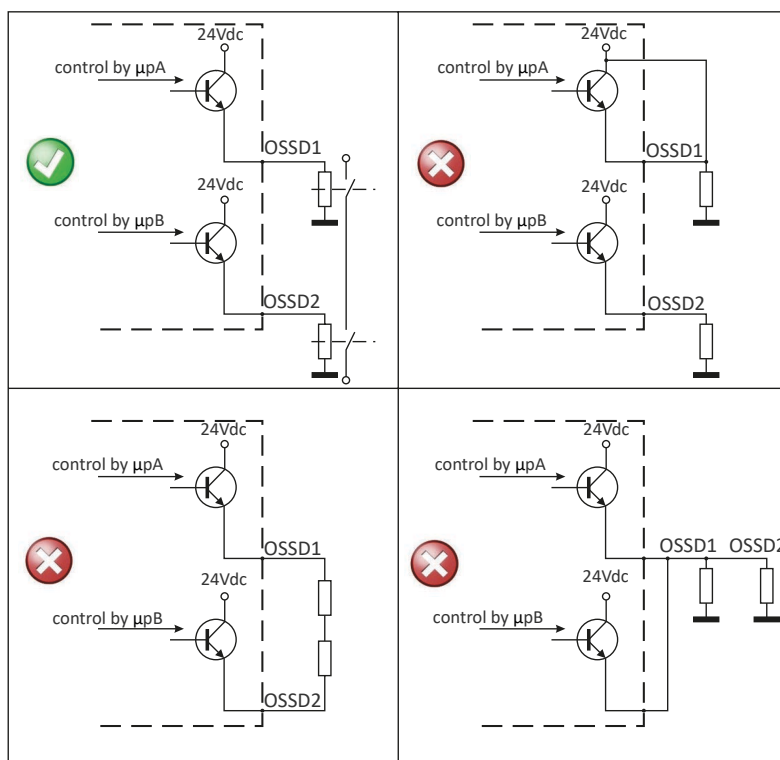 24Vdc
control by µpA
OSSD1
24Vdc
control by µpB
OSSD2
24Vdc
control by µpA
OSSD1
24Vdc
control by µpB
OSSD2
24Vdc
control by µpA
OSSD1
24Vdc
control by µpB
OSSD2
24Vdc
control by µpA
OSSD1 OSSD2
24Vdc
control by µpB